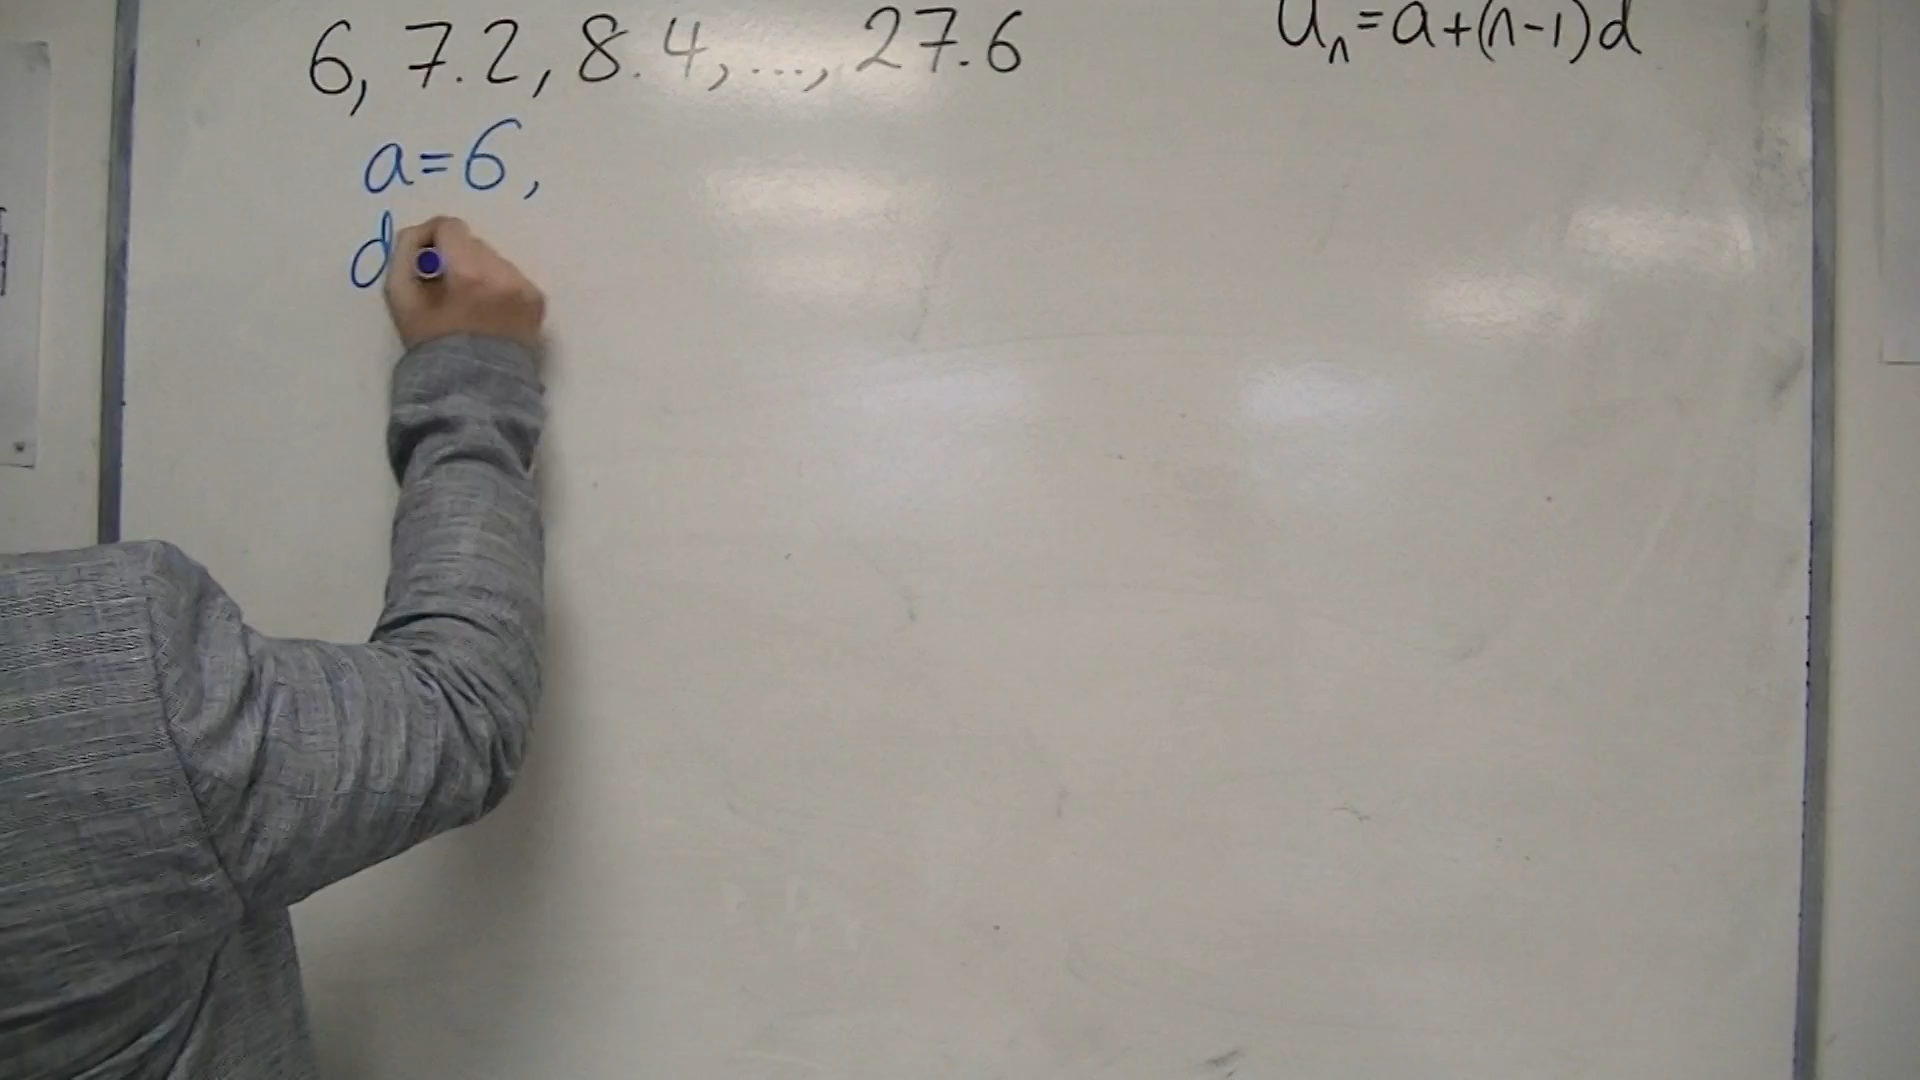 6, 7.2, 8.4, ..., 27.6
Uₙ=a+(n-1)d
a=6,
d